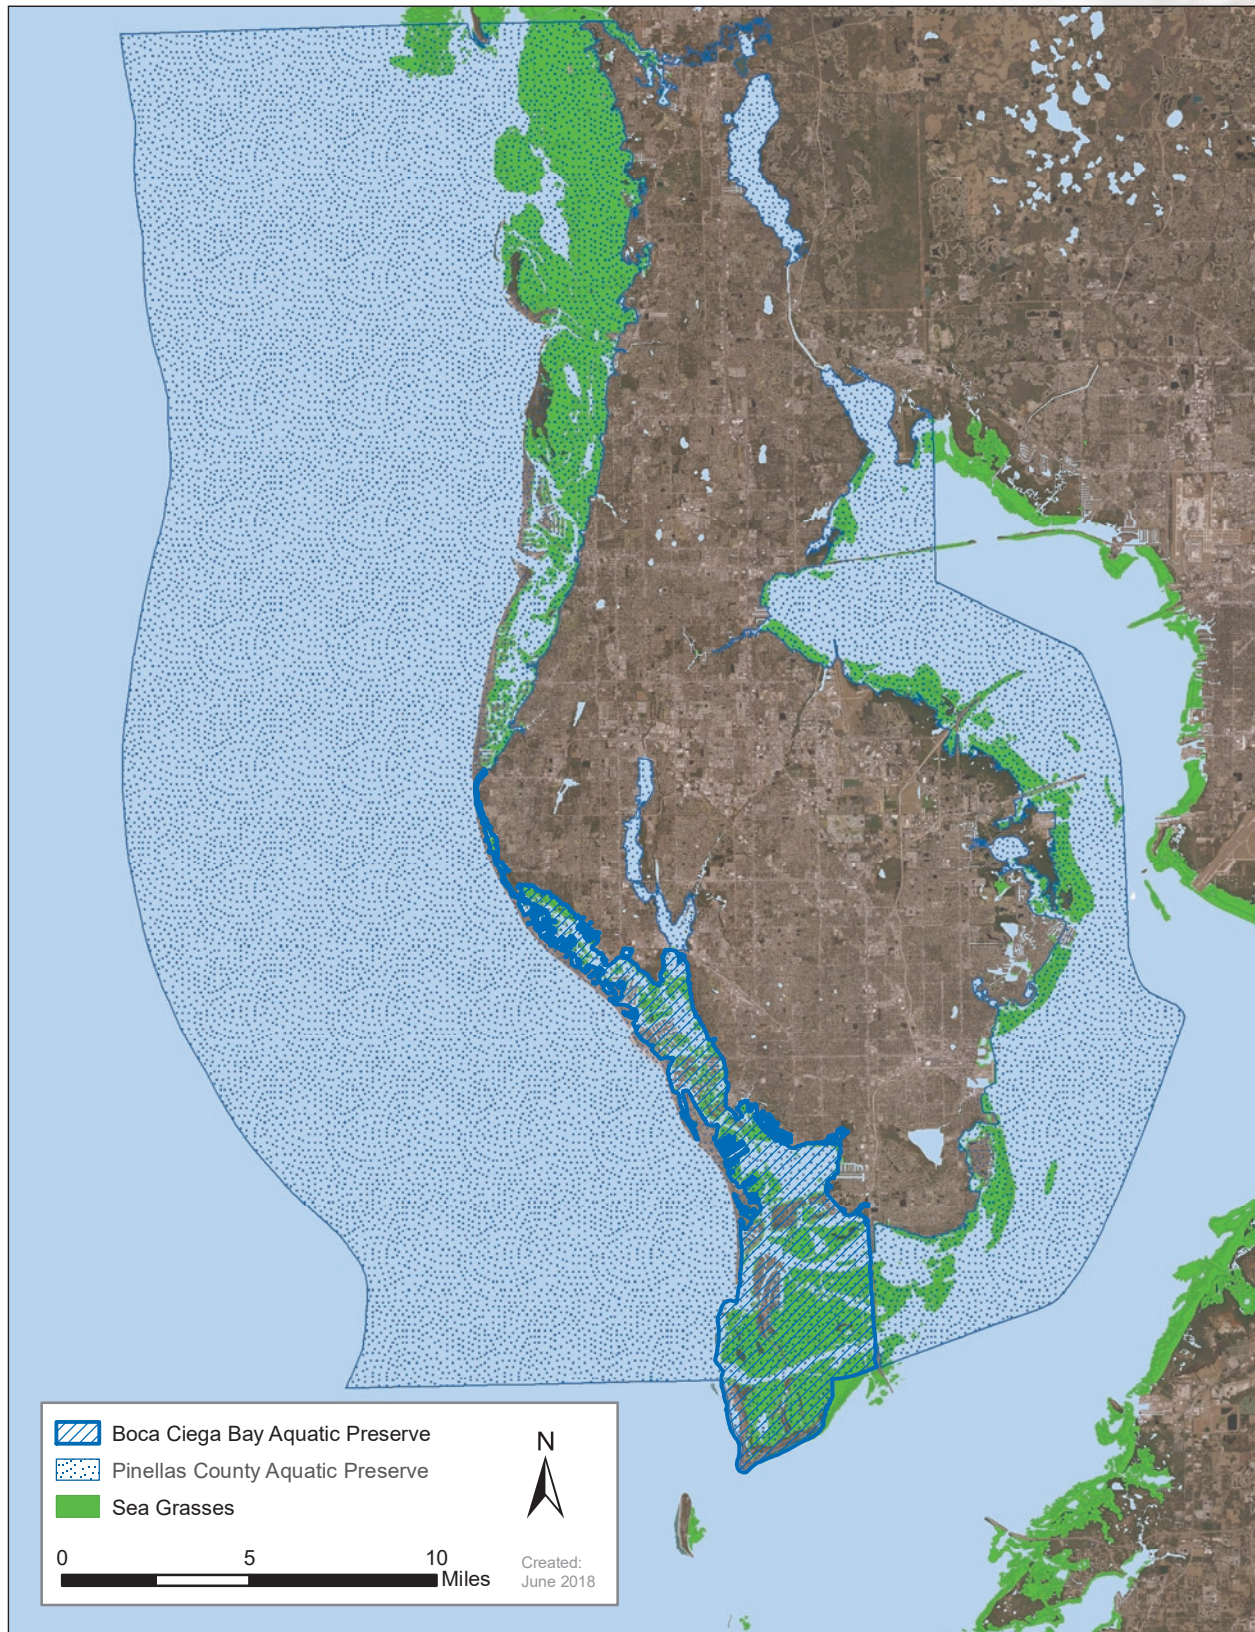 Boca Ciega Bay Aquatic Preserve
Pinellas County Aquatic Preserve
Sea Grasses
N
0 5 10
Miles
Created:
June 2018